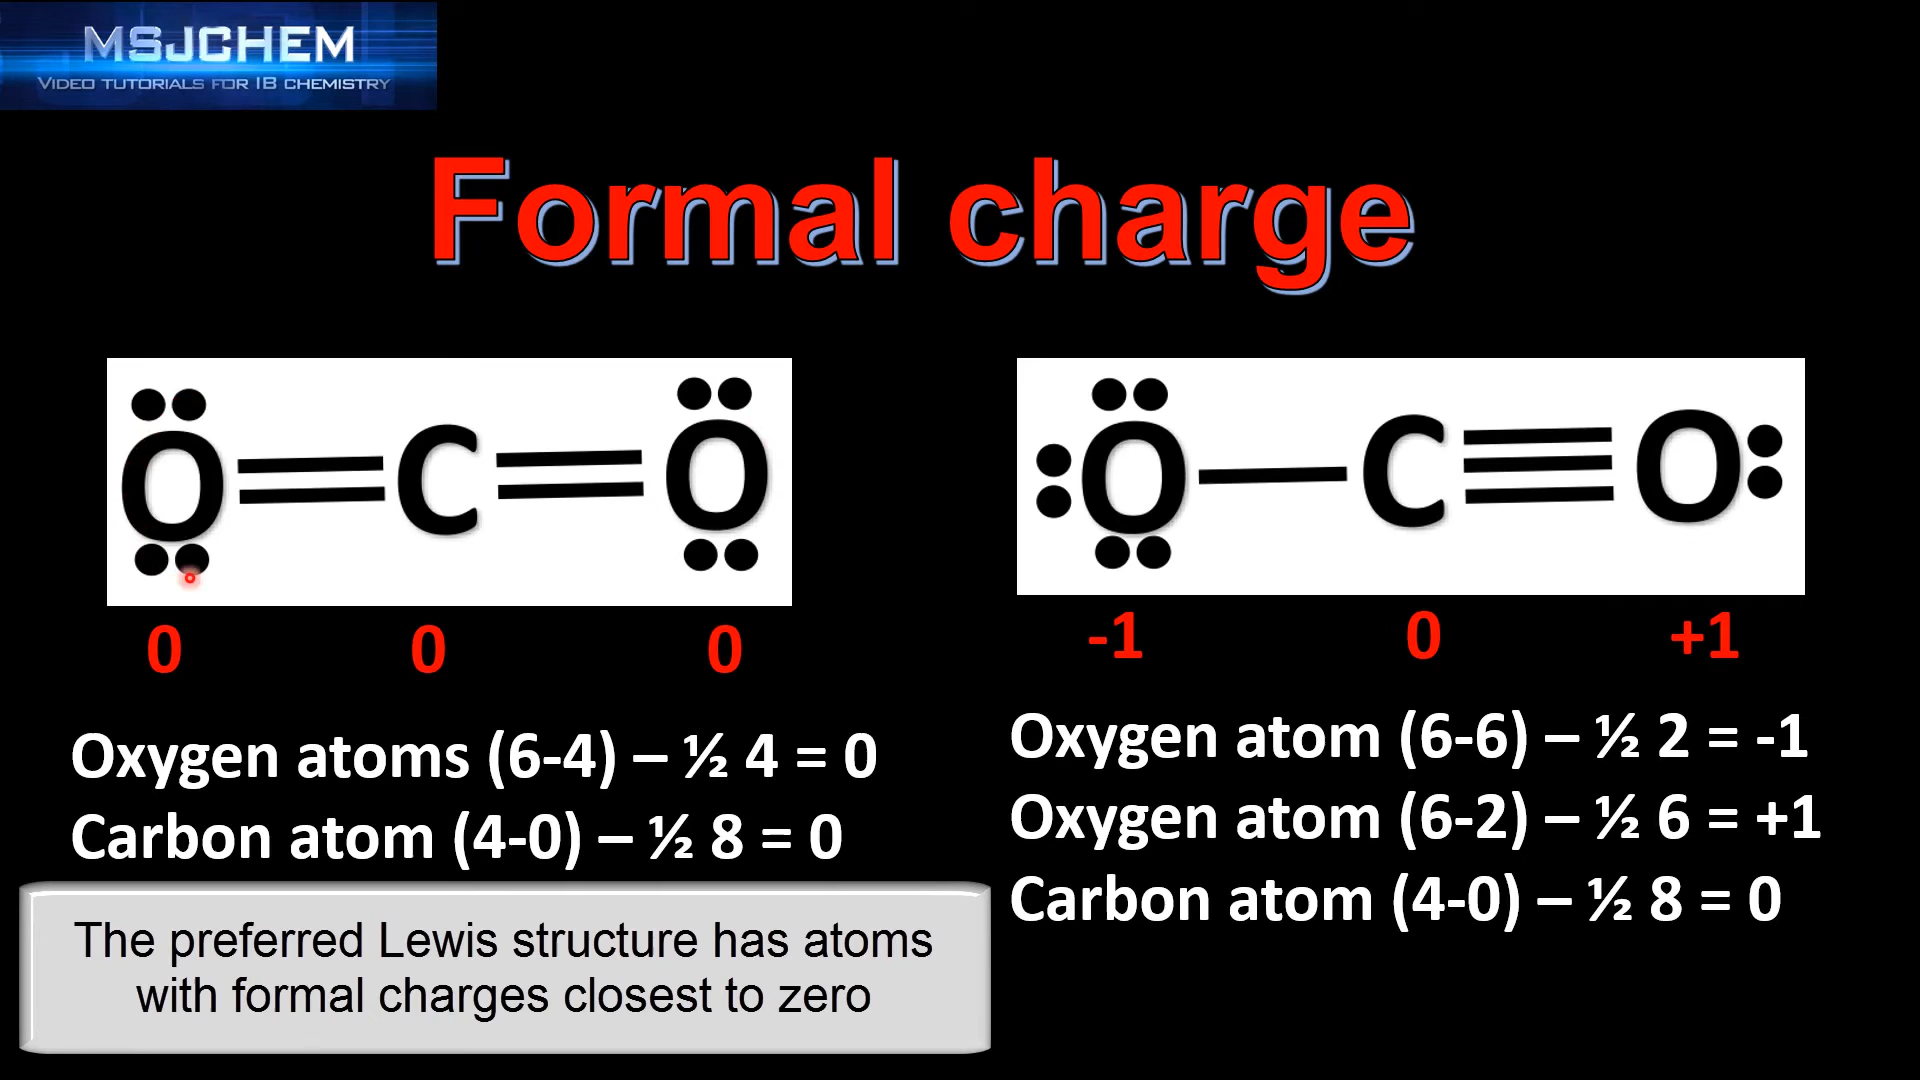 MSJCHEM
VIDEO TUTORIALS FOR IB CHEMISTRY
Formal charge
O C O
O C O
0 0 0
-1 0 +1
Oxygen atoms (6-4) – ½ 4 = 0
Carbon atom (4-0) – ½ 8 = 0
The preferred Lewis structure has atoms
with formal charges closest to zero
Oxygen atom (6-6) – ½ 2 = -1
Oxygen atom (6-2) – ½ 6 = +1
Carbon atom (4-0) – ½ 8 = 0